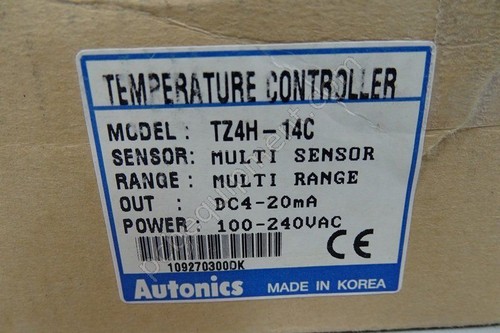 TEMPERATURE CONTROLLER
MODEL : TZ4H-14C
SENSOR: MULTI SENSOR
RANGE : MULTI RANGE
OUT : DC4-20mA
POWER: 100-240VAC
CE
109270300DK
Autonics MADE IN KOREA